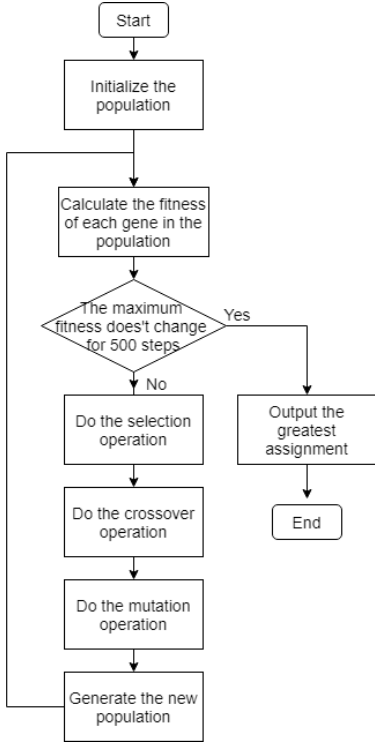 Start
Initialize the
population
Calculate the fitness
of each gene in the
population
The maximum
fitness does't change
for 500 steps
Yes
No
Do the selection
operation
Output the
greatest
assignment
Do the crossover
operation
End
Do the mutation
operation
Generate the new
population